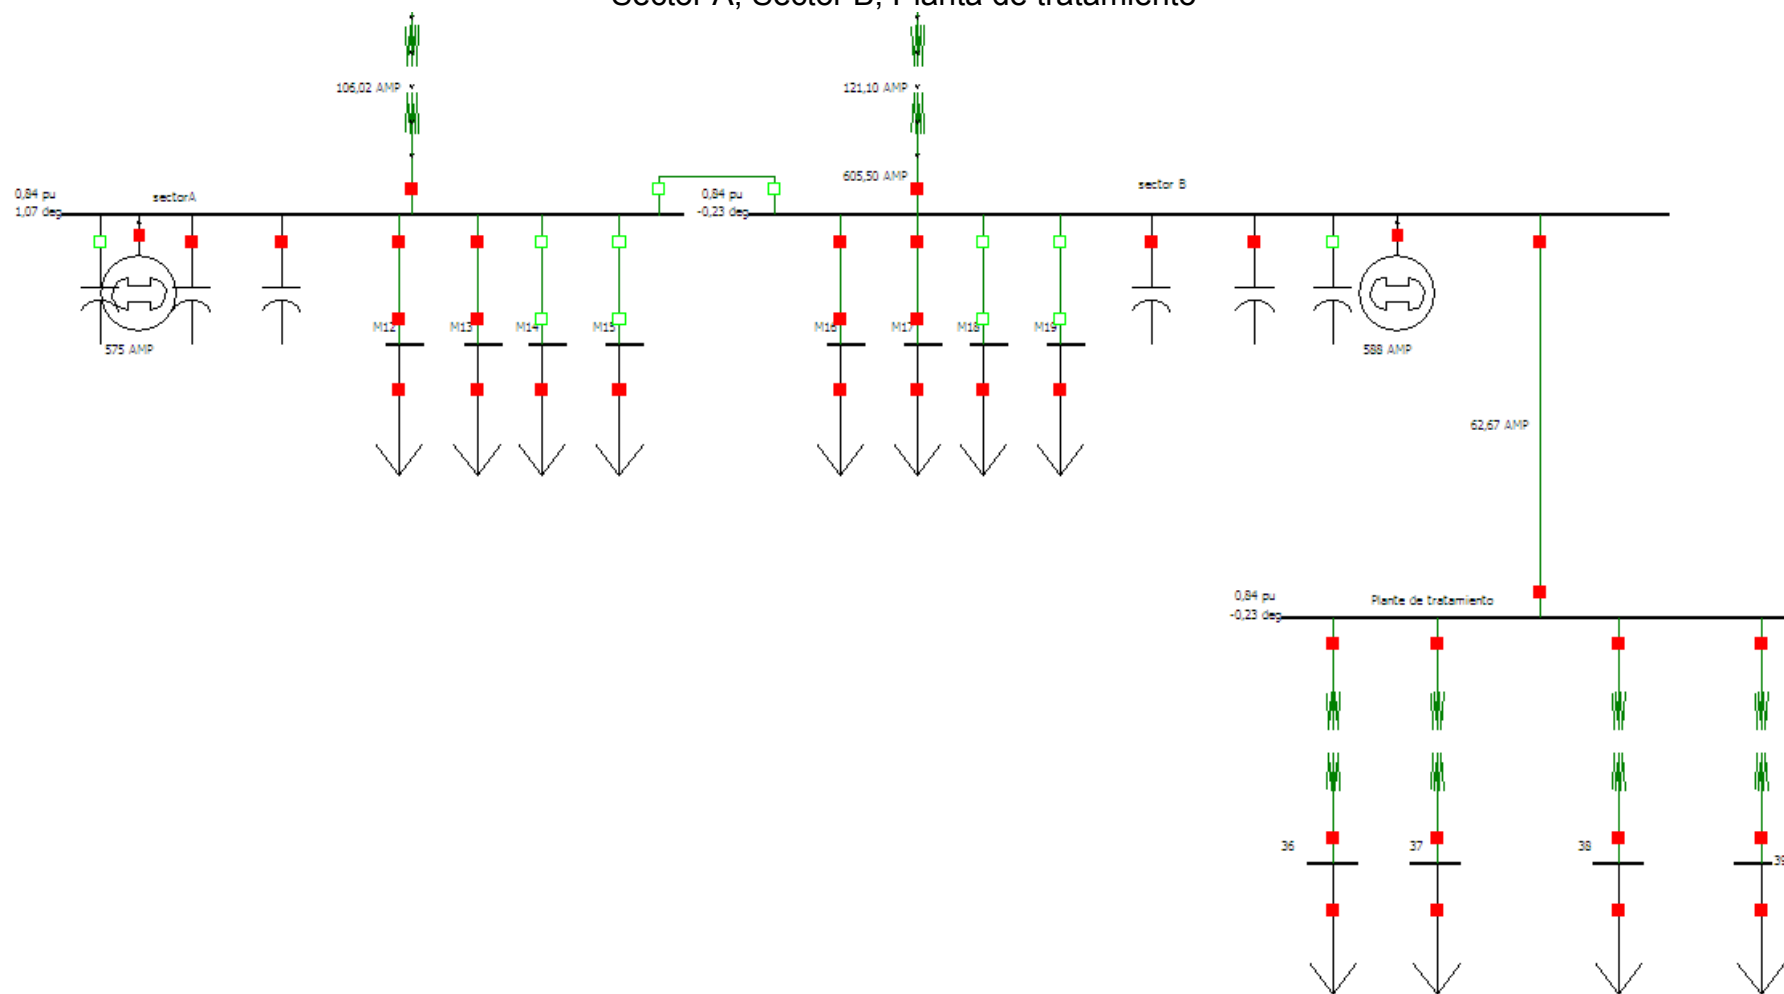 Sector A, Sector B, Planta de tratamiento
106,02 AMP
121,10 AMP
605,50 AMP
0,84 pu
1,07 deg
sectorA
0,84 pu
-0,23 deg
sector B
M12
M13
M14
M15
M16
M17
M18
M19
575 AMP
588 AMP
62,67 AMP
0,84 pu
-0,23 deg
Plante de tratamiento
36
37
38
39